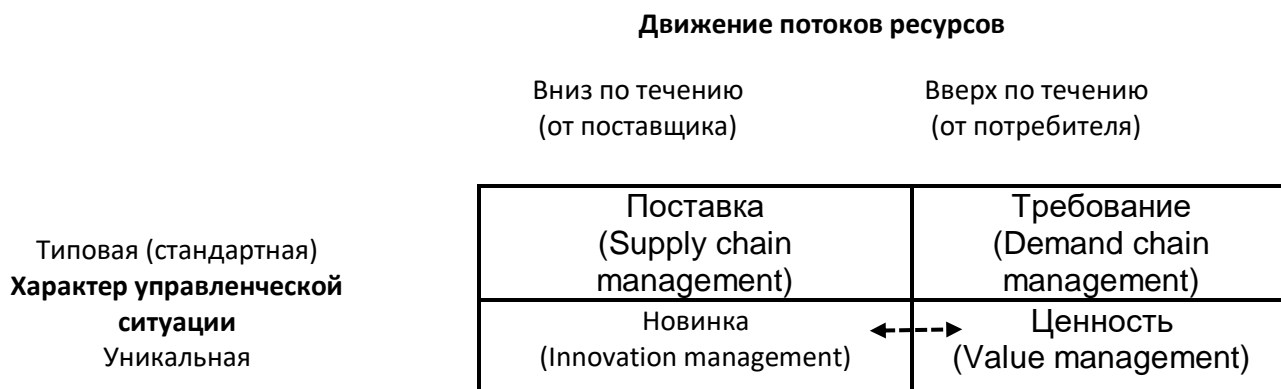 Движение потоков ресурсов
Вниз по течению
(от поставщика)
Вверх по течению
(от потребителя)
Типовая (стандартная)
Характер управленческой
ситуации
Уникальная
Поставка
(Supply chain
management)
Требование
(Demand chain
management)
Новинка
(Innovation management)
Ценность
(Value management)